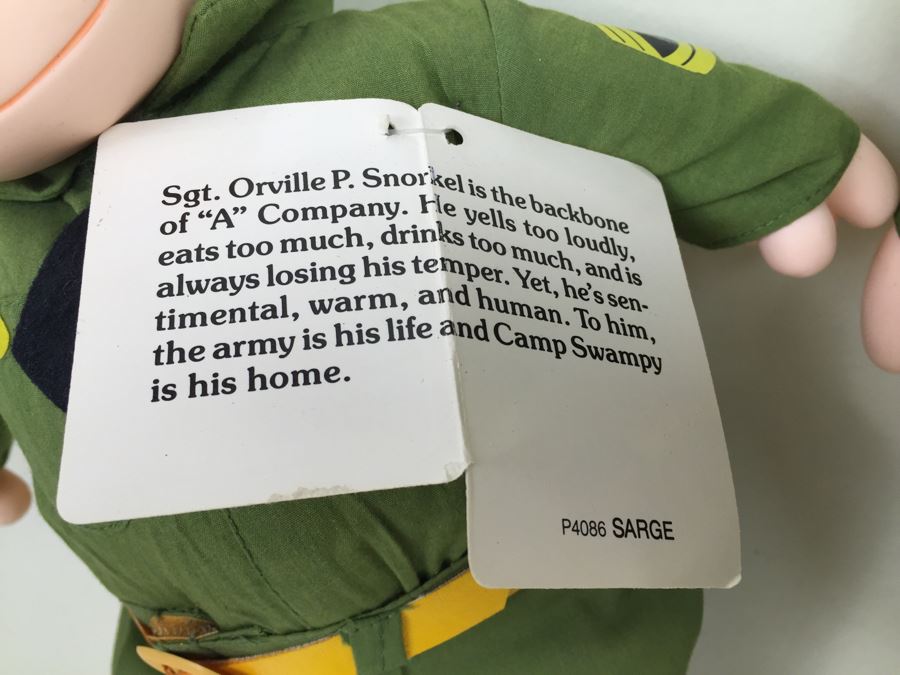 Sgt. Orville P. Snorkel is the backbone
of “A” Company. He yells too loudly,
eats too much, drinks too much, and is
always losing his temper. Yet, he’s sen-
timental, warm, and human. To him,
the army is his life and Camp Swampy
is his home.
P4086 SARGE